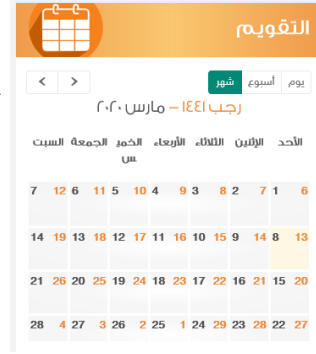 التقويم
يوم أسبوع شهر
رجب ١٤٤١ – مارس ٢٠٢٠
الأحد الإثنين الثلاثاء الأربعاء الخميس الجمعة السبت
6 1 7 2 8 3 9 4 10 5 11 6 12 7
13 8 14 9 15 10 16 11 17 12 18 13 19 14
20 15 21 16 22 17 23 18 24 19 25 20 26 21
27 22 28 23 29 24 1 25 2 26 3 27 4 28